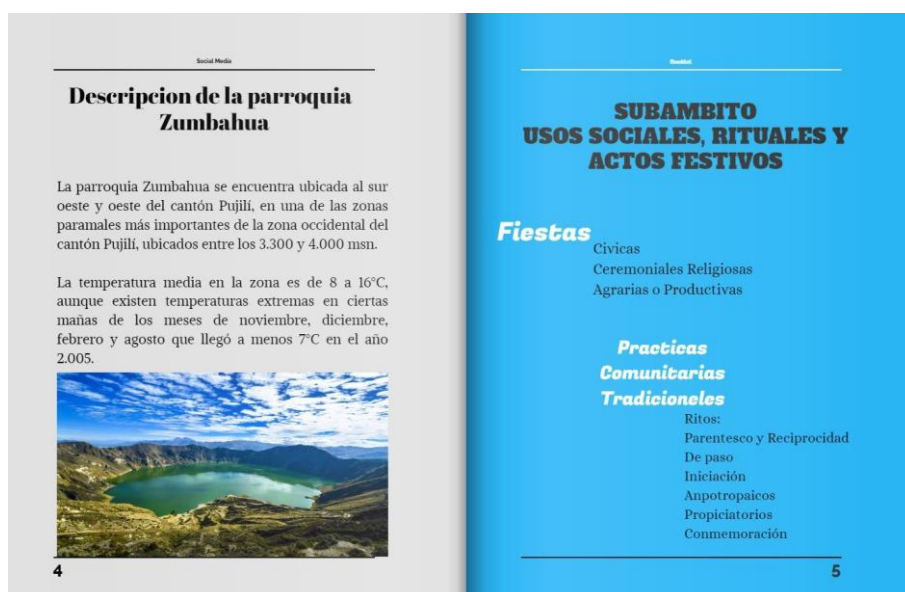 Social Media
Descripcion de la parroquia
Zumbahua
La parroquia Zumbahua se encuentra ubicada al sur
oeste y oeste del cantón Pujilí, en una de las zonas
paramales más importantes de la zona occidental del
cantón Pujilí, ubicados entre los 3.300 y 4.000 msn.
La temperatura media en la zona es de 8 a 16°C,
aunque existen temperaturas extremas en ciertas
mañas de los meses de noviembre, diciembre,
febrero y agosto que llegó a menos 7°C en el año
2.005.
4
SUBAMBITO
USOS SOCIALES, RITUALES Y
ACTOS FESTIVOS
Fiestas
Civicas
Ceremoniales Religiosas
Agrarias o Productivas
Practicas
Comunitarias
Tradicioneles
Ritos:
Parentesco y Reciprocidad
De paso
Iniciación
Anpotropaicos
Propiciatorios
Conmemoración
5